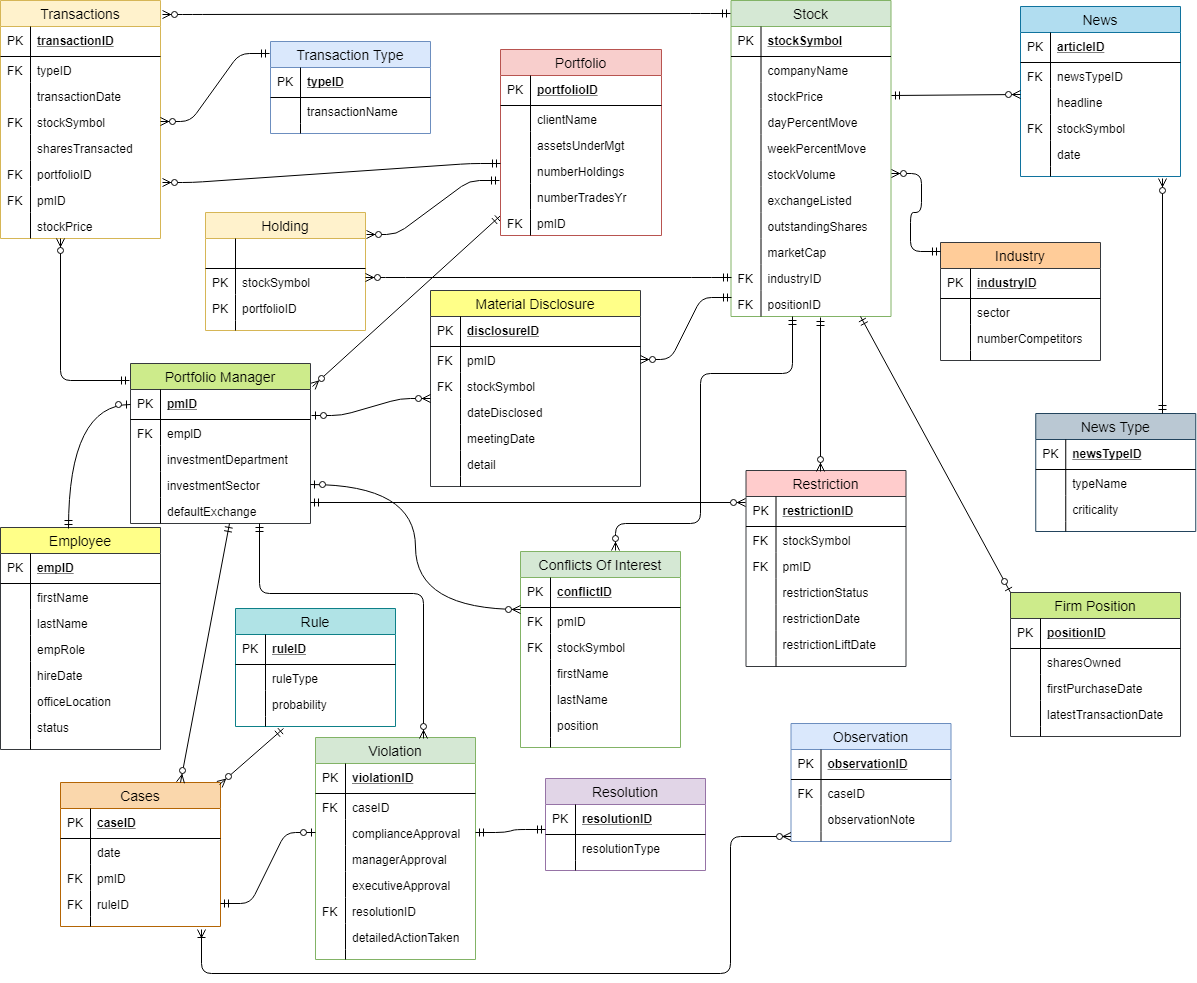 Transactions
PK transactionID
FK typeID
transactionDate
FK stockSymbol
sharesTransacted
FK portfolioID
FK pmID
stockPrice
Transaction Type
PK typeID
transactionName
Portfolio
PK portfolioID
clientName
assetsUnderMgt
numberHoldings
numberTradesYr
FK pmID
Stock
PK stockSymbol
companyName
stockPrice
dayPercentMove
weekPercentMove
stockVolume
exchangeListed
outstandingShares
marketCap
FK industryID
FK positionID
News
PK articleID
FK newsTypeID
headline
FK stockSymbol
date
Holding
PK stockSymbol
PK portfolioID
Industry
PK industryID
sector
numberCompetitors
Material Disclosure
PK disclosureID
FK pmID
FK stockSymbol
dateDisclosed
meetingDate
detail
Portfolio Manager
PK pmID
FK empID
investmentDepartment
investmentSector
defaultExchange
News Type
PK newsTypeID
typeName
criticality
Restriction
PK restrictionID
FK stockSymbol
FK pmID
restrictionStatus
restrictionDate
restrictionLiftDate
Employee
PK empID
firstName
lastName
empRole
hireDate
officeLocation
status
Conflicts Of Interest
PK conflictID
FK pmID
FK stockSymbol
firstName
lastName
position
Firm Position
PK positionID
sharesOwned
firstPurchaseDate
latestTransactionDate
Rule
PK ruleID
ruleType
probability
Violation
PK violationID
FK caseID
complianceApproval
managerApproval
executiveApproval
FK resolutionID
detailedActionTaken
Observation
PK observationID
FK caseID
observationNote
Cases
PK caseID
date
FK pmID
FK ruleID
Resolution
PK resolutionID
resolutionType